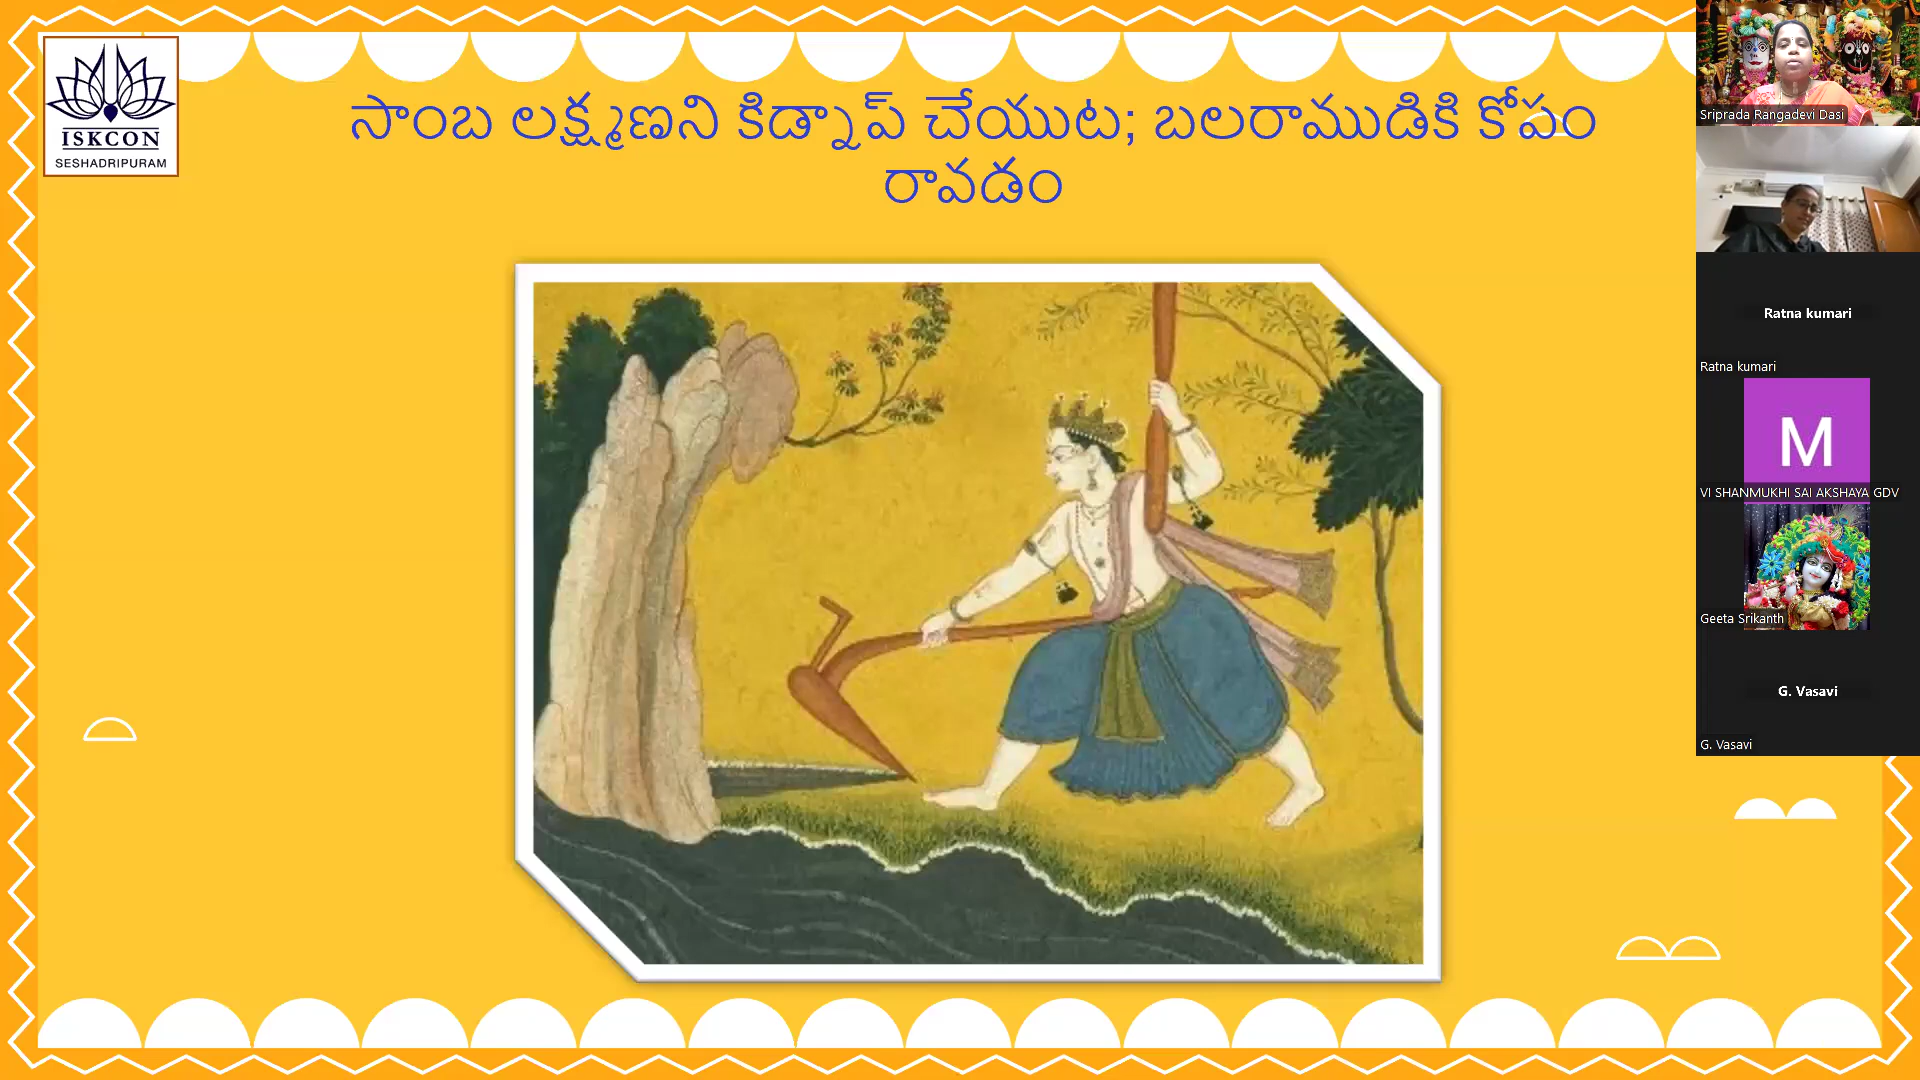 ISKCON
SESHADRIPURAM
సాంబ లక్ష్మణని కిడ్నాప్ చేయుట; బలరాముడికి కోపం
రావడం
Sriprada Rangadevi Dasi
Ratna kumari
Ratna kumari
M
VI SHANMUKHI SAI AKSHAYA GDV
Geeta Srikanth
G. Vasavi
G. Vasavi